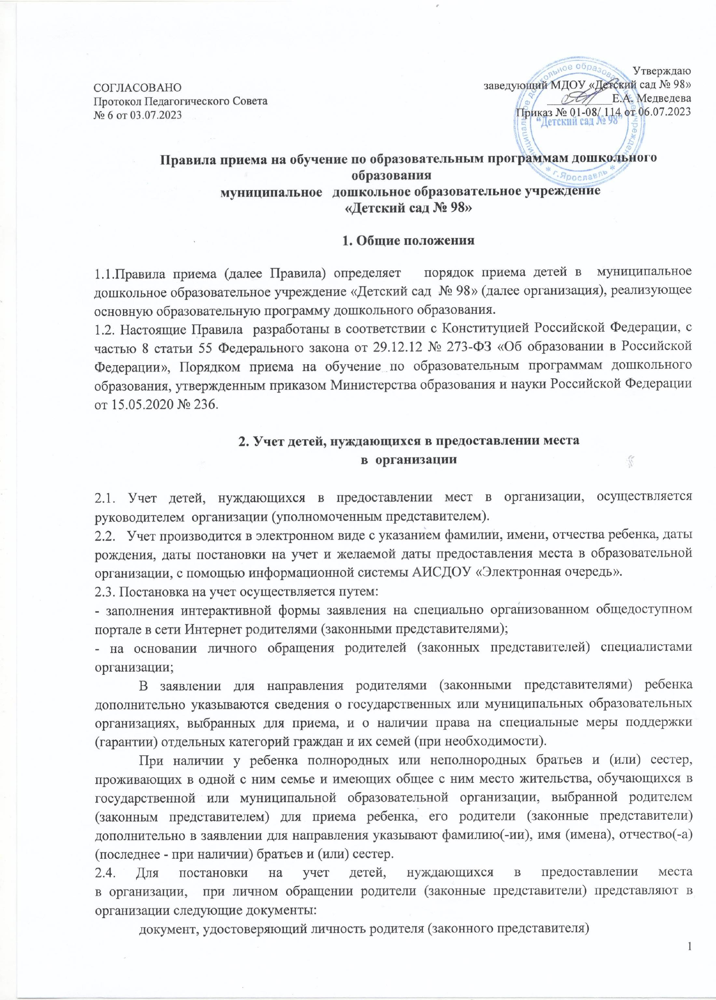 СОГЛАСОВАНО
Протокол Педагогического Совета
№ 6 от 03.07.2023
Утверждаю
заведующий МДОУ «Детский сад № 98»
Е.А. Медведева
Приказ № 01-08/ 114 от 06.07.2023
муниципальное дошкольное образовательное учреждение
"Детский сад № 98"
* г.Ярославль *
Правила приема на обучение по образовательным программам дошкольного
образования
муниципальное дошкольное образовательное учреждение
«Детский сад № 98»
1. Общие положения
1.1.Правила приема (далее Правила) определяет порядок приема детей в муниципальное
дошкольное образовательное учреждение «Детский сад № 98» (далее организация), реализующее
основную образовательную программу дошкольного образования.
1.2. Настоящие Правила разработаны в соответствии с Конституцией Российской Федерации, с
частью 8 статьи 55 Федерального закона от 29.12.12 № 273-ФЗ «Об образовании в Российской
Федерации», Порядком приема на обучение по образовательным программам дошкольного
образования, утвержденным приказом Министерства образования и науки Российской Федерации
от 15.05.2020 № 236.
2. Учет детей, нуждающихся в предоставлении места
в организации
2.1. Учет детей, нуждающихся в предоставлении мест в организации, осуществляется
руководителем организации (уполномоченным представителем).
2.2. Учет производится в электронном виде с указанием фамилии, имени, отчества ребенка, даты
рождения, даты постановки на учет и желаемой даты предоставления места в образовательной
организации, с помощью информационной системы АИСДОУ «Электронная очередь».
2.3. Постановка на учет осуществляется путем:
- заполнения интерактивной формы заявления на специально организованном общедоступном
портале в сети Интернет родителями (законными представителями);
- на основании личного обращения родителей (законных представителей) специалистами
организации;
В заявлении для направления родителями (законными представителями) ребенка
дополнительно указываются сведения о государственных или муниципальных образовательных
организациях, выбранных для приема, и о наличии права на специальные меры поддержки
(гарантии) отдельных категорий граждан и их семей (при необходимости).
При наличии у ребенка полнородных или неполнородных братьев и (или) сестер,
проживающих в одной с ним семье и имеющих общее с ним место жительства, обучающихся в
государственной или муниципальной образовательной организации, выбранной родителем
(законным представителем) для приема ребенка, его родители (законные представители)
дополнительно в заявлении для направления указывают фамилию(-ии), имя (имена), отчество(-а)
(последнее - при наличии) братьев и (или) сестер.
2.4. Для постановки на учет детей, нуждающихся в предоставлении места
в организации, при личном обращении родители (законные представители) представляют в
организации следующие документы:
документ, удостоверяющий личность родителя (законного представителя)
1